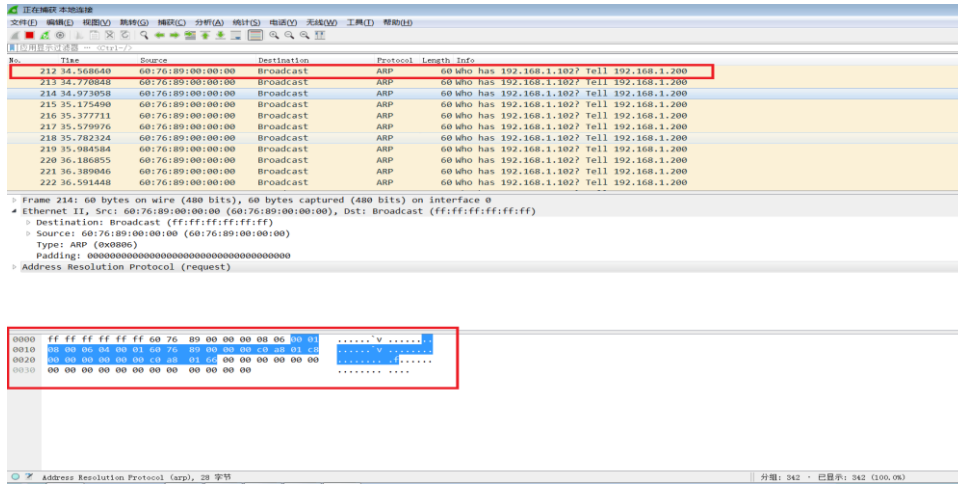 正在捕获 本地连接
文件(F) 编辑(E) 视图(V) 跳转(G) 捕获(C) 分析(A) 统计(S) 电话(Y) 无线(W) 工具(T) 帮助(H)
应用显示过滤器 … <Ctrl-/>
No. Time Source Destination Protocol Length Info
212 34.568640 60:76:89:00:00:00 Broadcast ARP 60 Who has 192.168.1.102? Tell 192.168.1.200
213 34.770848 60:76:89:00:00:00 Broadcast ARP 60 Who has 192.168.1.102? Tell 192.168.1.200
214 34.973058 60:76:89:00:00:00 Broadcast ARP 60 Who has 192.168.1.102? Tell 192.168.1.200
215 35.175490 60:76:89:00:00:00 Broadcast ARP 60 Who has 192.168.1.102? Tell 192.168.1.200
216 35.377711 60:76:89:00:00:00 Broadcast ARP 60 Who has 192.168.1.102? Tell 192.168.1.200
217 35.579976 60:76:89:00:00:00 Broadcast ARP 60 Who has 192.168.1.102? Tell 192.168.1.200
218 35.782324 60:76:89:00:00:00 Broadcast ARP 60 Who has 192.168.1.102? Tell 192.168.1.200
219 35.984584 60:76:89:00:00:00 Broadcast ARP 60 Who has 192.168.1.102? Tell 192.168.1.200
220 36.186855 60:76:89:00:00:00 Broadcast ARP 60 Who has 192.168.1.102? Tell 192.168.1.200
221 36.389046 60:76:89:00:00:00 Broadcast ARP 60 Who has 192.168.1.102? Tell 192.168.1.200
222 36.591448 60:76:89:00:00:00 Broadcast ARP 60 Who has 192.168.1.102? Tell 192.168.1.200
Frame 214: 60 bytes on wire (480 bits), 60 bytes captured (480 bits) on interface 0
Ethernet II, Src: 60:76:89:00:00:00 (60:76:89:00:00:00), Dst: Broadcast (ff:ff:ff:ff:ff:ff)
Destination: Broadcast (ff:ff:ff:ff:ff:ff)
Source: 60:76:89:00:00:00 (60:76:89:00:00:00)
Type: ARP (0x0806)
Padding: 000000000000000000000000000000000000
Address Resolution Protocol (request)
0000 ff ff ff ff ff ff 60 76 89 00 00 00 08 06 00 01 ......`v ........
0010 08 00 06 04 00 01 60 76 89 00 00 00 c0 a8 01 c8 ......`v ........
0020 00 00 00 00 00 00 c0 a8 01 66 00 00 00 00 00 00 ........ .f......
0030 00 00 00 00 00 00 00 00 00 00 00 00 ........ ....
Address Resolution Protocol (arp), 28 字节
分组: 342 · 已显示: 342 (100.0%)